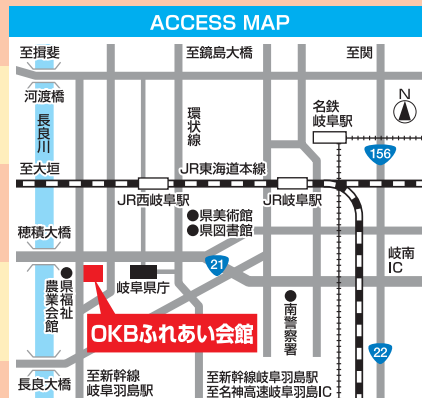 ACCESS MAP
至揖斐
至鏡島大橋
至関
河渡橋
長良川
環状線
名鉄
岐阜駅
N
156
至大垣
JR東海道本線
JR西岐阜駅
JR岐阜駅
穂積大橋
●県美術館
●県図書館
21
岐南
IC
●県福祉
農業会館
岐阜県庁
OKBふれあい会館
●南警察署
22
長良大橋
至新幹線
岐阜羽島駅
至新幹線岐阜羽島駅
至名神高速岐阜羽島IC